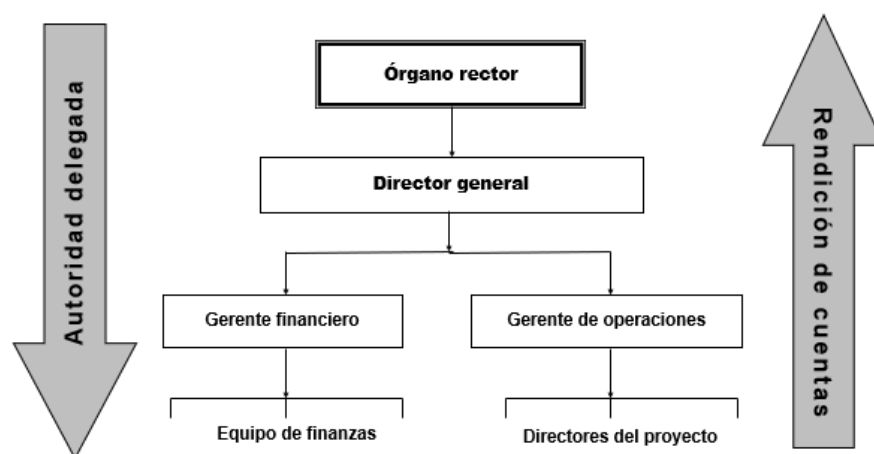 Órgano rector
Director general
Gerente financiero
Gerente de operaciones
Equipo de finanzas
Directores del proyecto
Autoridad delegada
Rendición de cuentas